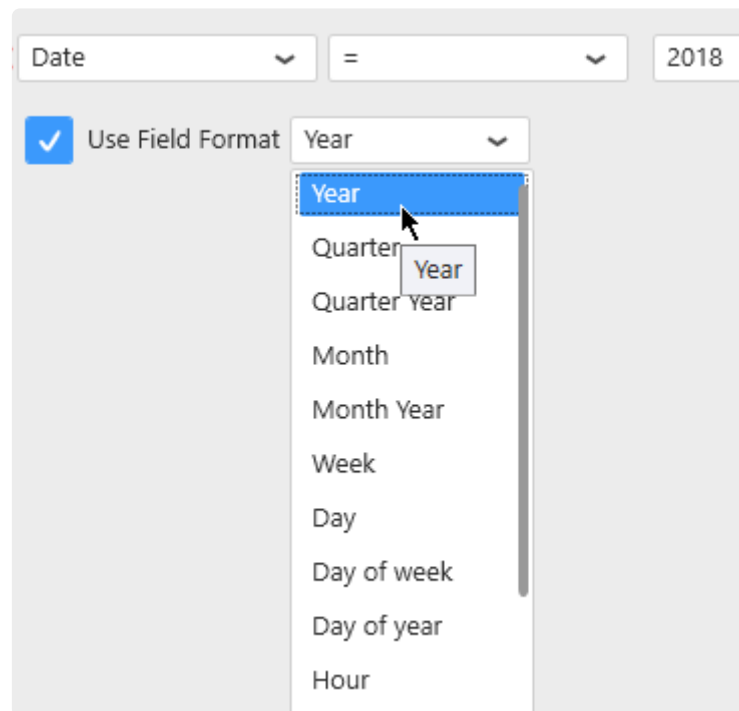 Date = 2018
Use Field Format Year
Year
Quarter
Year
Quarter Year
Month
Month Year
Week
Day
Day of week
Day of year
Hour